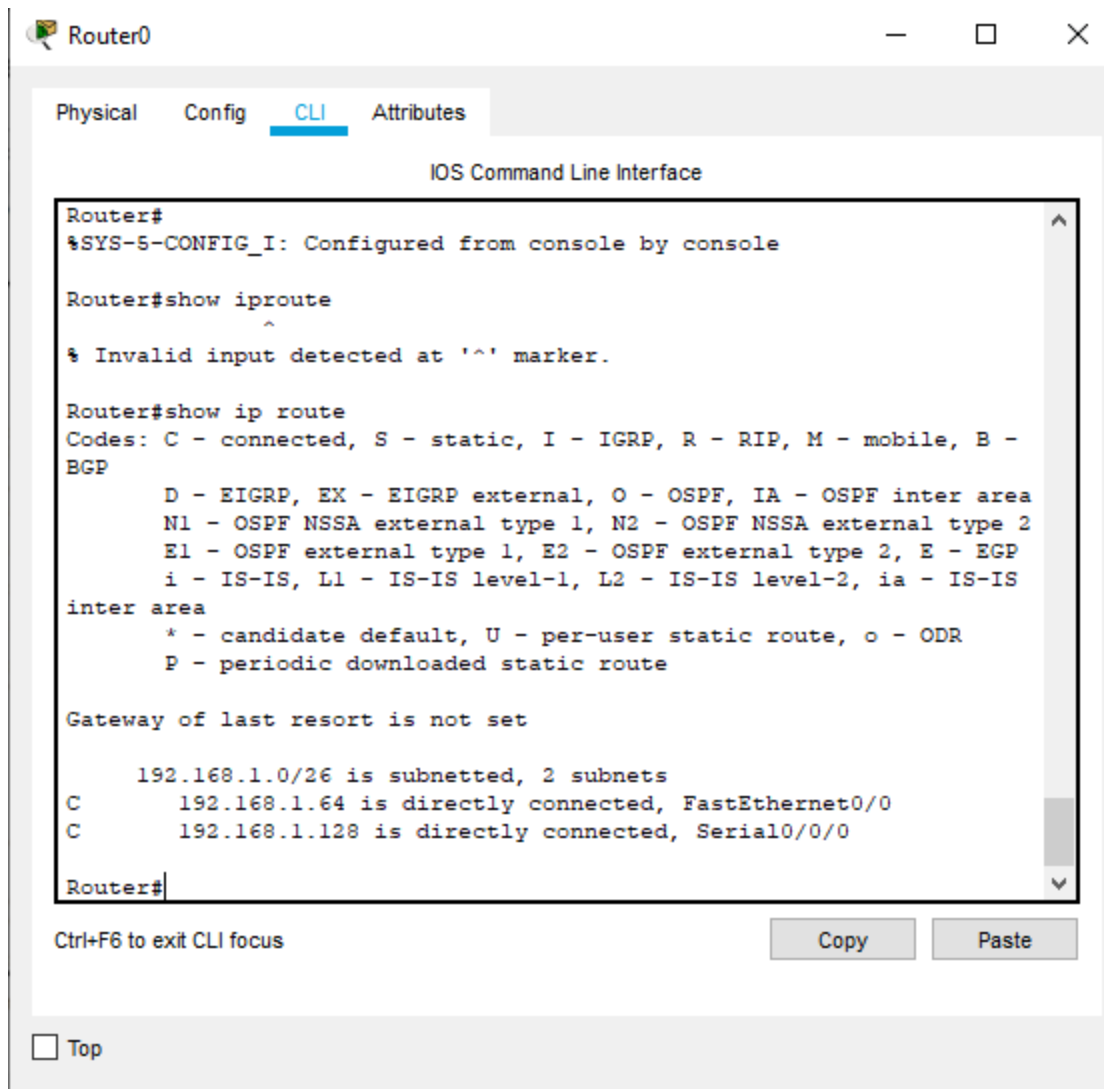 Router0
Physical Config CLI Attributes
IOS Command Line Interface
Router#
%SYS-5-CONFIG_I: Configured from console by console
Router#show iproute
^
% Invalid input detected at '^' marker.
Router#show ip route
Codes: C - connected, S - static, I - IGRP, R - RIP, M - mobile, B -
BGP
D - EIGRP, EX - EIGRP external, O - OSPF, IA - OSPF inter area
N1 - OSPF NSSA external type 1, N2 - OSPF NSSA external type 2
E1 - OSPF external type 1, E2 - OSPF external type 2, E - EGP
i - IS-IS, L1 - IS-IS level-1, L2 - IS-IS level-2, ia - IS-IS
inter area
* - candidate default, U - per-user static route, o - ODR
P - periodic downloaded static route
Gateway of last resort is not set
192.168.1.0/26 is subnetted, 2 subnets
C 192.168.1.64 is directly connected, FastEthernet0/0
C 192.168.1.128 is directly connected, Serial0/0/0
Router#
Ctrl+F6 to exit CLI focus
Copy Paste
Top